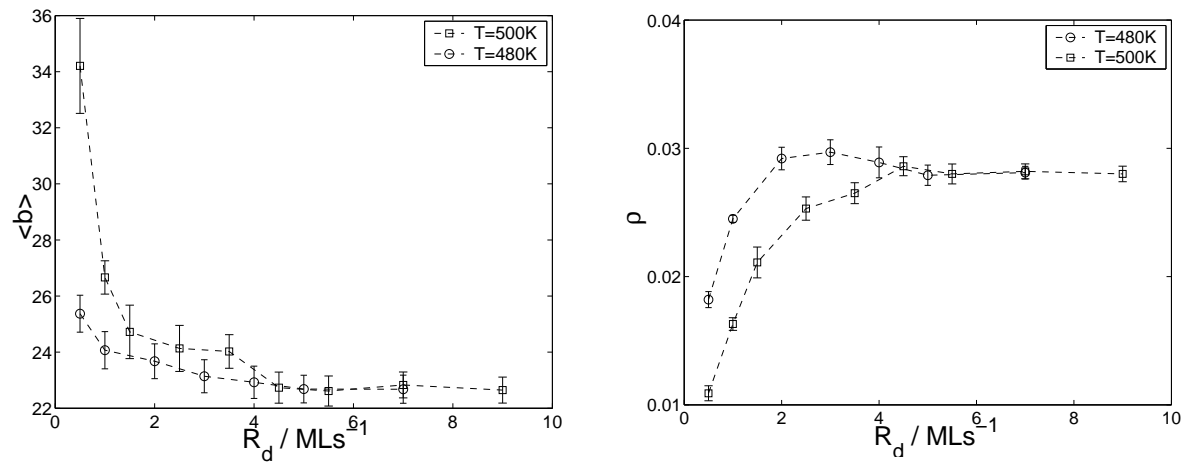 36
34
32
30
28
26
24
22
<b>
0 2 4 6 8 10
R_d / MLs⁻¹
T=500K
T=480K
0.04
0.03
0.02
0.01
ρ
0 2 4 6 8 10
R_d / MLs⁻¹
T=480K
T=500K